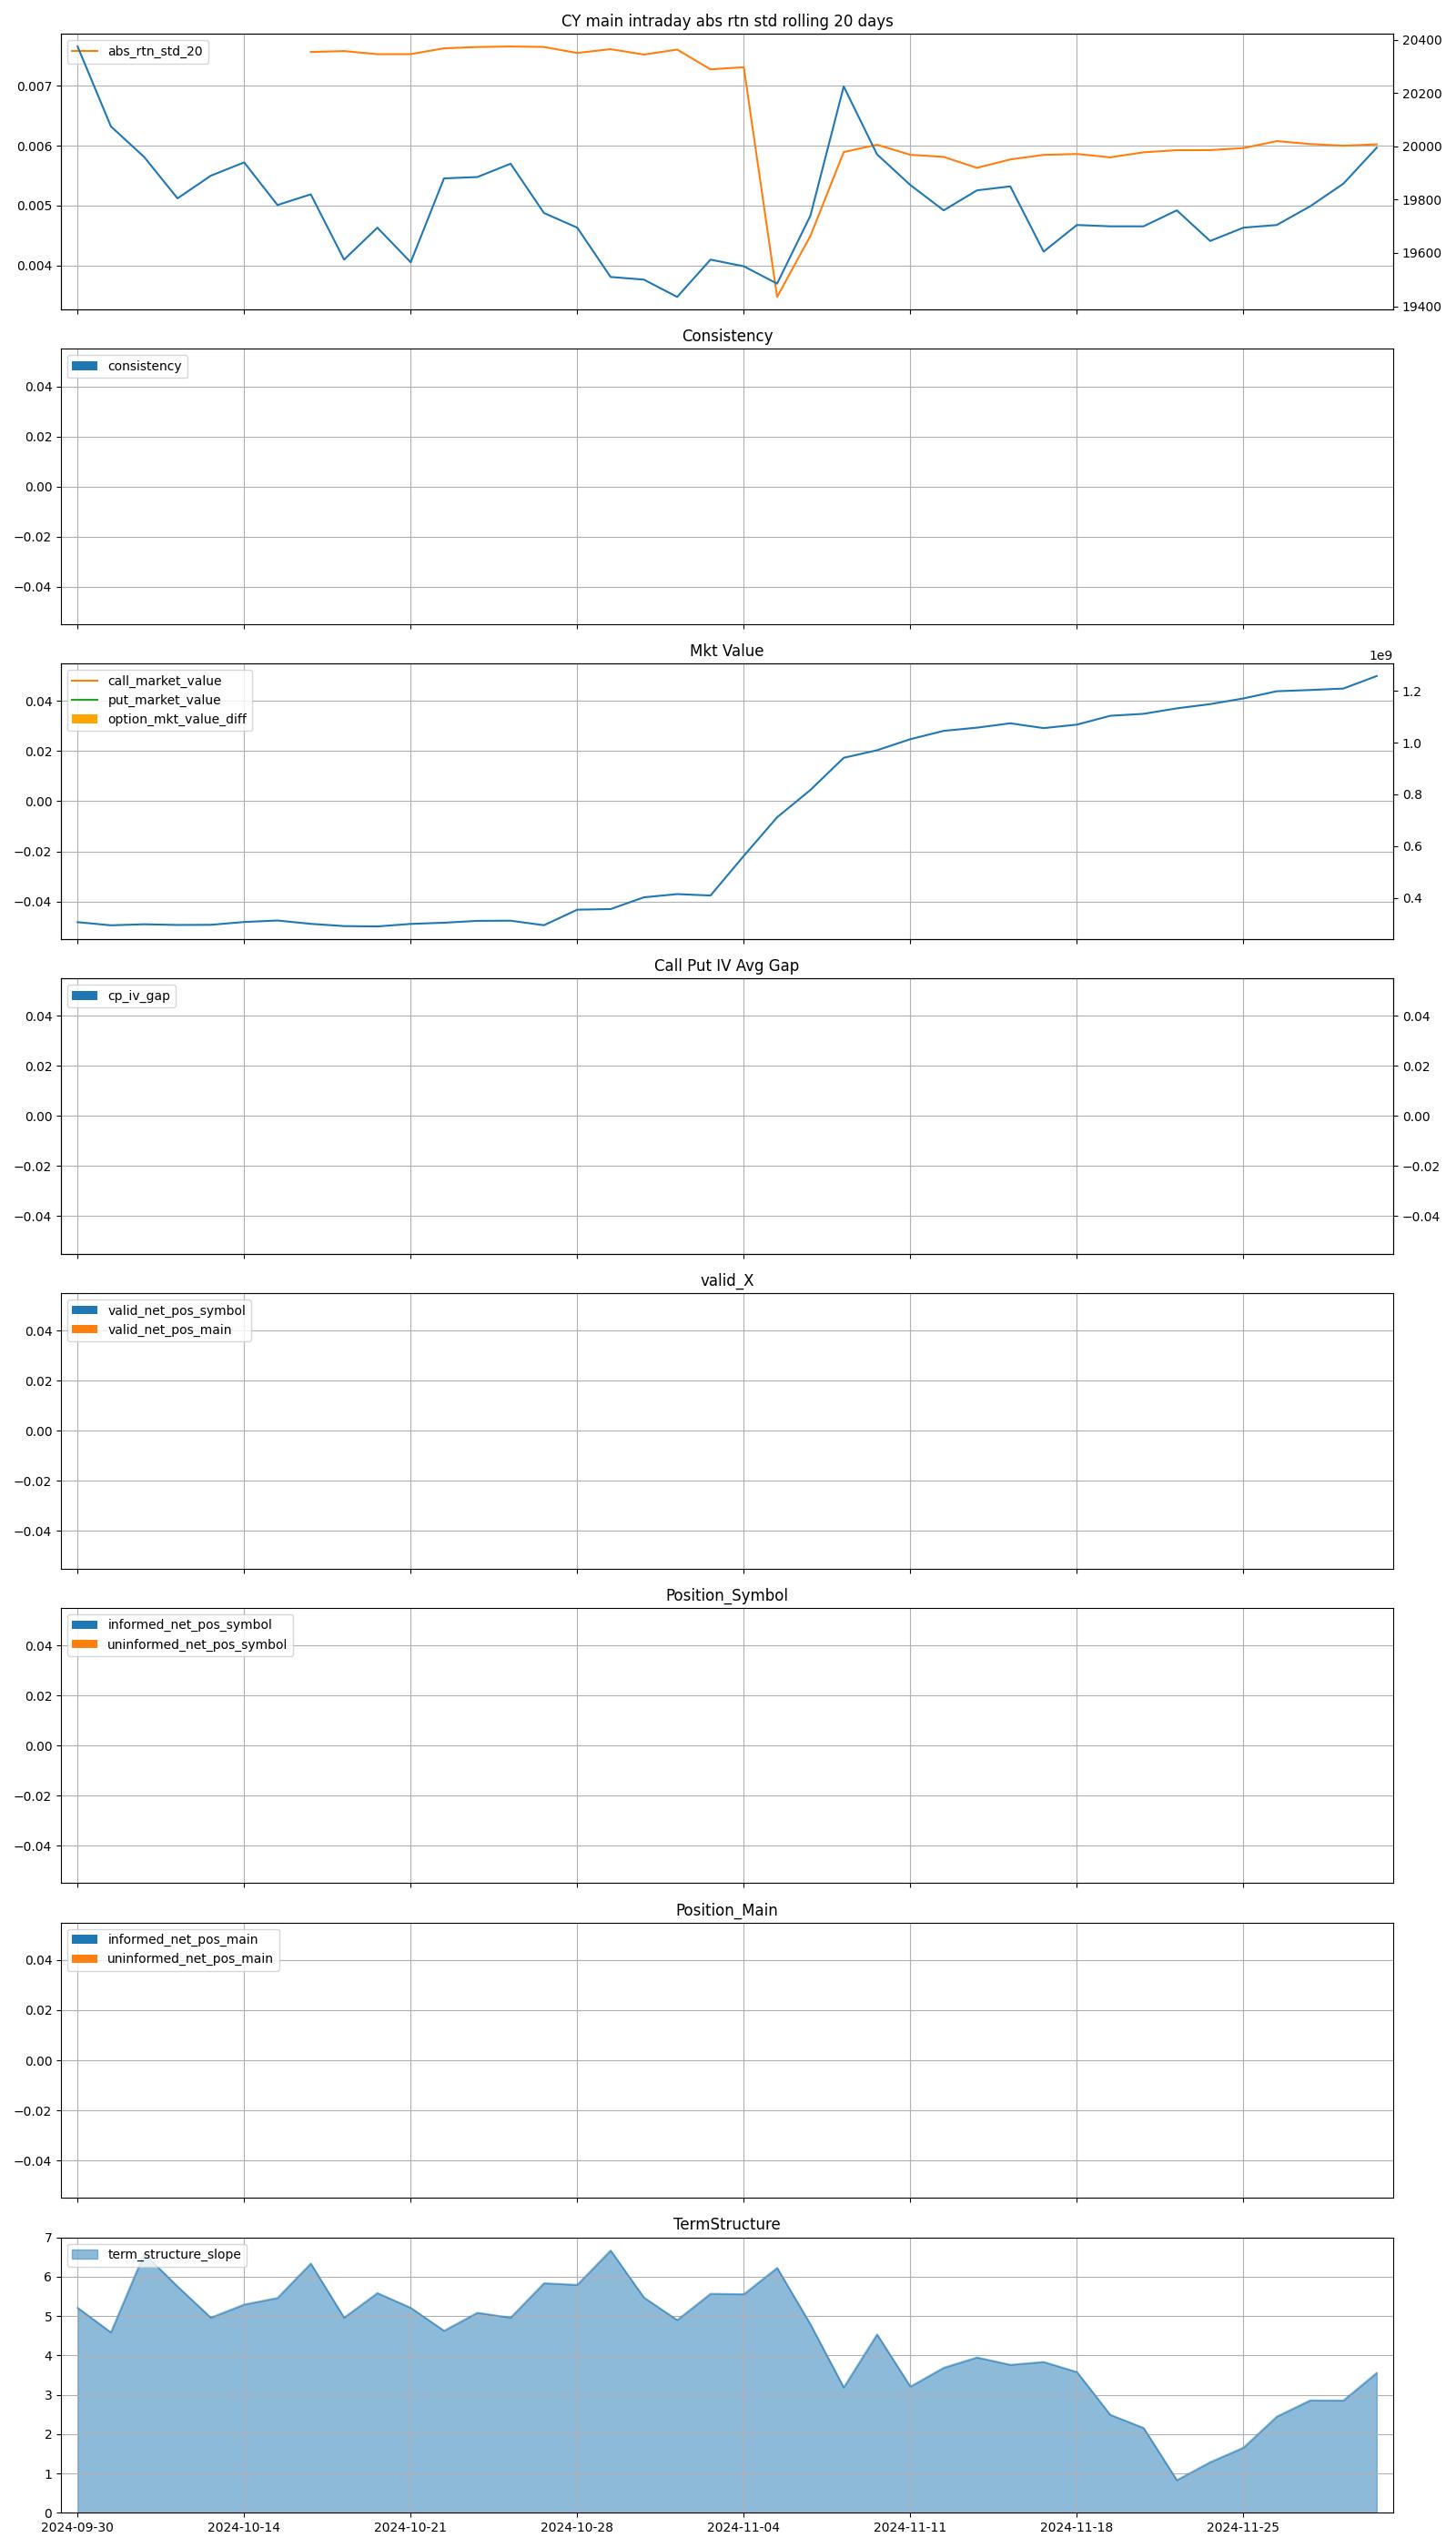 CY main intraday abs rtn std rolling 20 days
abs_rtn_std_20
0.007
0.006
0.005
0.004
20400
20200
20000
19800
19600
19400
Consistency
consistency
0.04
0.02
0.00
−0.02
−0.04
Mkt Value
1e9
call_market_value
put_market_value
option_mkt_value_diff
0.04
0.02
0.00
−0.02
−0.04
1.2
1.0
0.8
0.6
0.4
Call Put IV Avg Gap
cp_iv_gap
0.04
0.02
0.00
−0.02
−0.04
0.04
0.02
0.00
−0.02
−0.04
valid_X
valid_net_pos_symbol
valid_net_pos_main
0.04
0.02
0.00
−0.02
−0.04
Position_Symbol
informed_net_pos_symbol
uninformed_net_pos_symbol
0.04
0.02
0.00
−0.02
−0.04
Position_Main
informed_net_pos_main
uninformed_net_pos_main
0.04
0.02
0.00
−0.02
−0.04
TermStructure
term_structure_slope
7
6
5
4
3
2
1
0
2024-09-30 2024-10-14 2024-10-21 2024-10-28 2024-11-04 2024-11-11 2024-11-18 2024-11-25